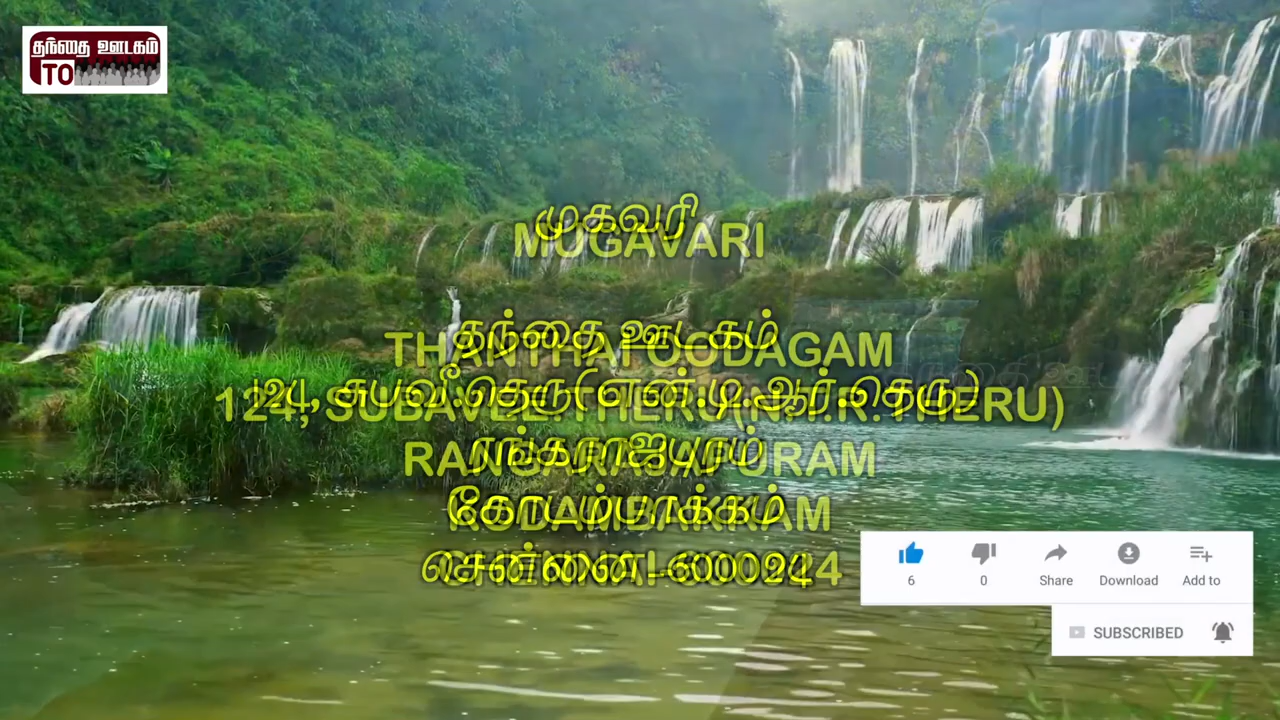 தந்தை ஊடகம்
TO
முகவரி
MUGAVARI
தந்தை ஊடகம்
THANTHAI OODAGAM
சுபவீ.தெரு(என்.டி.ஆர்.தெரு)
124, SUBAVEE.THERU(N.T.R.THERU)
ரங்கராஜபுரம்
RANGARAJAPURAM
கோடம்பாக்கம்
KODAMBAKKAM
சென்னை-600024
CHENNAI-600024
6
0
Share
Download
Add to
SUBSCRIBED